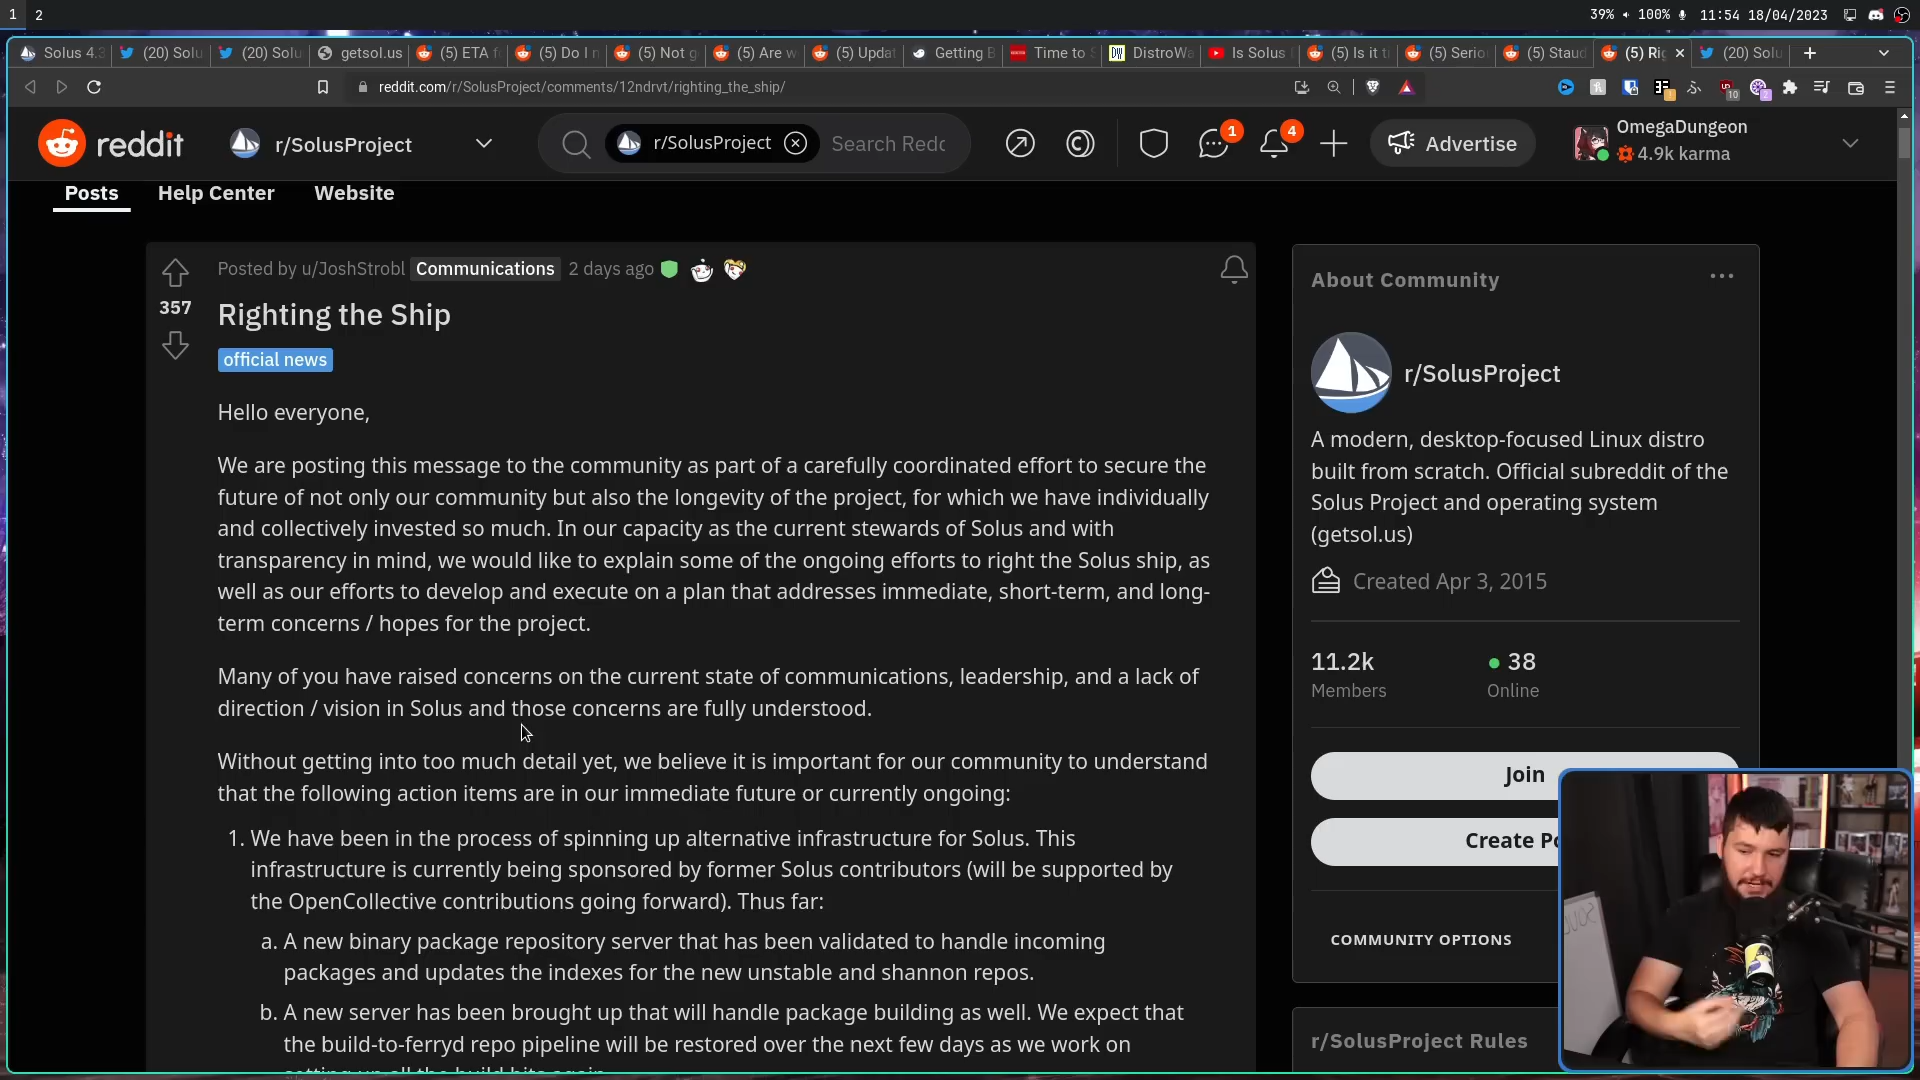 1 2 39% 100% 11:54 18/04/2023
Solus 4.3 (20) Solu (20) Solu getsol.us (5) ETA f (5) Do I n (5) Not g (5) Are w (5) Updat Getting B Time to S DistroWa Is Solus (5) Is it t (5) Serio (5) Staud (5) Rig (20) Solu
reddit.com/r/SolusProject/comments/12ndrvt/righting_the_ship/
reddit r/SolusProject r/SolusProject Search Redd 1 4 Advertise OmegaDungeon
4.9k karma
Posts Help Center Website
Posted by u/JoshStrobl Communications 2 days ago
357
Righting the Ship
official news
Hello everyone,
We are posting this message to the community as part of a carefully coordinated effort to secure the
future of not only our community but also the longevity of the project, for which we have individually
and collectively invested so much. In our capacity as the current stewards of Solus and with
transparency in mind, we would like to explain some of the ongoing efforts to right the Solus ship, as
well as our efforts to develop and execute on a plan that addresses immediate, short-term, and long-
term concerns / hopes for the project.
Many of you have raised concerns on the current state of communications, leadership, and a lack of
direction / vision in Solus and those concerns are fully understood.
Without getting into too much detail yet, we believe it is important for our community to understand
that the following action items are in our immediate future or currently ongoing:
1. We have been in the process of spinning up alternative infrastructure for Solus. This
infrastructure is currently being sponsored by former Solus contributors (will be supported by
the OpenCollective contributions going forward). Thus far:
a. A new binary package repository server that has been validated to handle incoming
packages and updates the indexes for the new unstable and shannon repos.
b. A new server has been brought up that will handle package building as well. We expect that
the build-to-ferryd repo pipeline will be restored over the next few days as we work on
setting up all the build bits again.
About Community
r/SolusProject
A modern, desktop-focused Linux distro
built from scratch. Official subreddit of the
Solus Project and operating system
(getsol.us)
Created Apr 3, 2015
11.2k 38
Members Online
Join
Create Po
COMMUNITY OPTIONS
r/SolusProject Rules